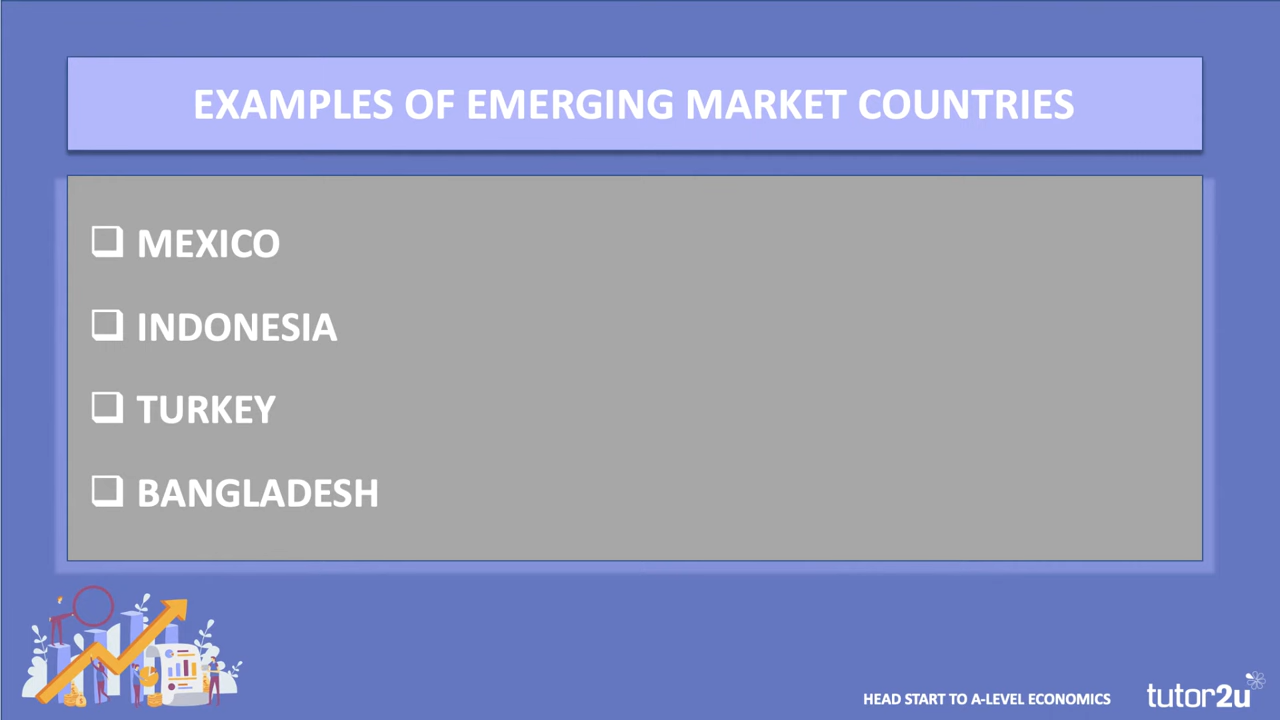 EXAMPLES OF EMERGING MARKET COUNTRIES
MEXICO
INDONESIA
TURKEY
BANGLADESH
HEAD START TO A-LEVEL ECONOMICS
tutor2u